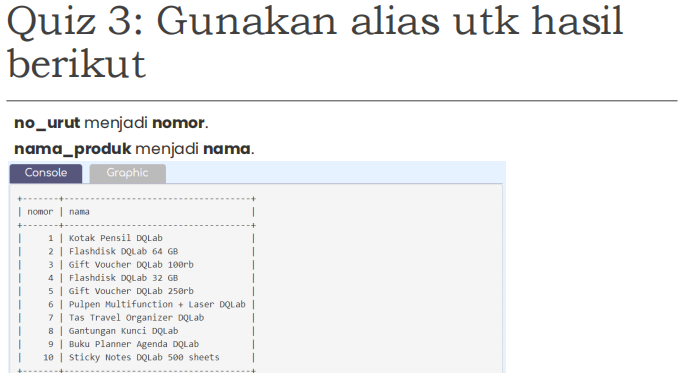 Quiz 3: Gunakan alias utk hasil
berikut
no_urut menjadi nomor.
nama_produk menjadi nama.
Console Graphic
+-------+-----------------------------------+
| nomor | nama                              |
+-------+-----------------------------------+
|     1 | Kotak Pensil DQLab                |
|     2 | Flashdisk DQLab 64 GB             |
|     3 | Gift Voucher DQLab 100rb          |
|     4 | Flashdisk DQLab 32 GB             |
|     5 | Gift Voucher DQLab 250rb          |
|     6 | Pulpen Multifunction + Laser DQLab |
|     7 | Tas Travel Organizer DQLab        |
|     8 | Gantungan Kunci DQLab             |
|     9 | Buku Planner Agenda DQLab         |
|    10 | Sticky Notes DQLab 500 sheets     |
+-------+-----------------------------------+